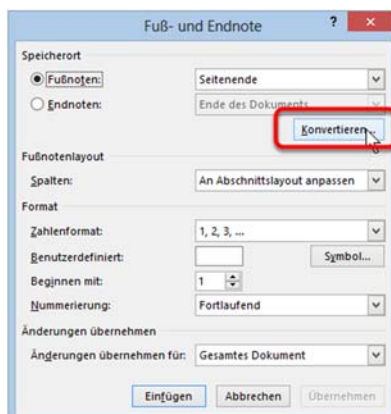 Fuß- und Endnote ? x
Speicherort
Fußnoten: Seitenende
Endnoten: Ende des Dokuments
Konvertieren...
Fußnotenlayout
Spalten: An Abschnittslayout anpassen
Format
Zahlenformat: 1, 2, 3, ...
Benutzerdefiniert: Symbol...
Beginnen mit: 1
Nummerierung: Fortlaufend
Änderungen übernehmen
Änderungen übernehmen für: Gesamtes Dokument
Einfügen Abbrechen Übernehmen